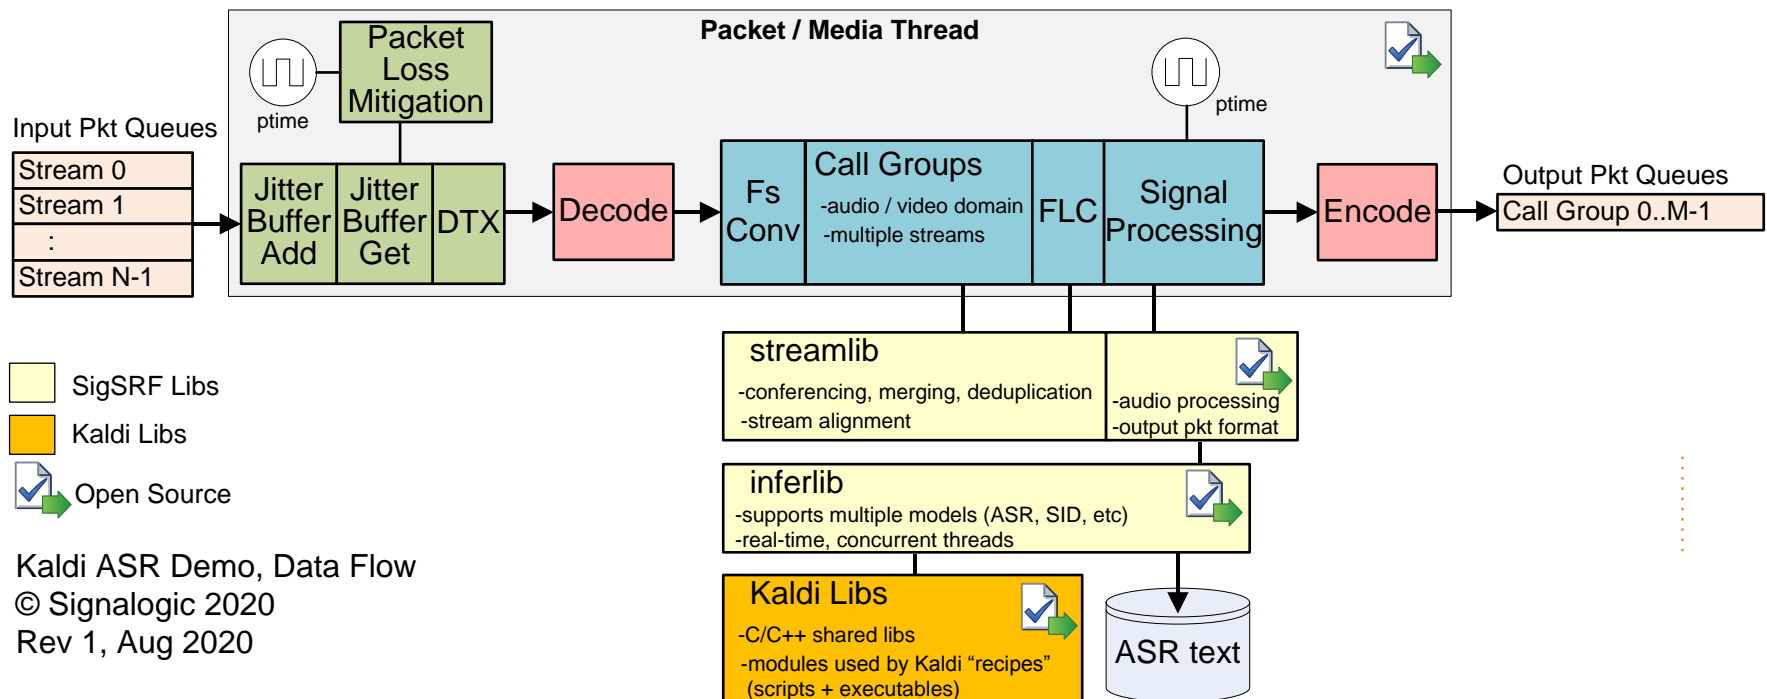 Packet / Media Thread
Packet
Loss
Mitigation
ptime
ptime
Input Pkt Queues
Stream 0
Stream 1
:
Stream N-1
Jitter
Buffer
Add
Jitter
Buffer
Get
DTX
Decode
Fs
Conv
Call Groups
-audio / video domain
-multiple streams
FLC
Signal
Processing
Encode
Output Pkt Queues
Call Group 0..M-1
streamlib
-conferencing, merging, deduplication
-stream alignment
-audio processing
-output pkt format
SigSRF Libs
Kaldi Libs
Open Source
inferlib
-supports multiple models (ASR, SID, etc)
-real-time, concurrent threads
Kaldi Libs
-C/C++ shared libs
-modules used by Kaldi “recipes”
(scripts + executables)
ASR text
Kaldi ASR Demo, Data Flow
© Signalogic 2020
Rev 1, Aug 2020